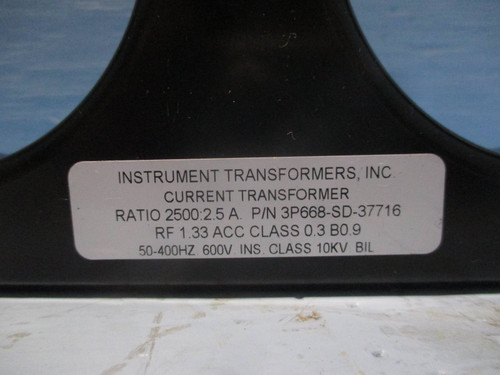 INSTRUMENT TRANSFORMERS, INC.
CURRENT TRANSFORMER
RATIO 2500:2.5 A. P/N 3P668-SD-37716
RF 1.33 ACC CLASS 0.3 B0.9
50-400HZ. 600V INS. CLASS 10KV BIL